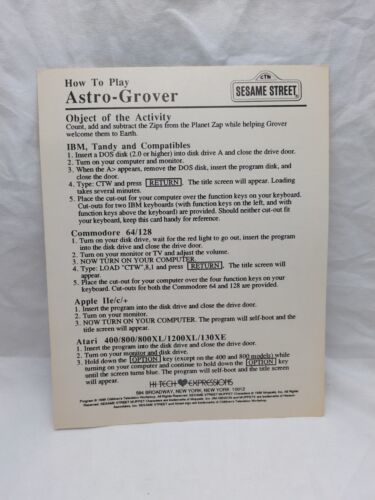 How To Play
Astro-Grover
CTW
SESAME STREET
Object of the Activity
Count, add and subtract the Zips from the Planet Zap while helping Grover
welcome them to Earth.
IBM, Tandy and Compatibles
1. Insert a DOS disk (2.0 or higher) into disk drive A and close the drive door.
2. Turn on your computer and monitor.
3. When the A> appears, remove the DOS disk, insert the program disk, and
close the door.
4. Type: CTW and press RETURN. The title screen will appear. Loading
takes several minutes.
5. Place the cut-out for your computer over the function keys on your keyboard.
Cut-outs for two IBM keyboards (with function keys on the left, and with
function keys above the keyboard) are provided. Should neither cut-out fit
your keyboard, keep this card handy for reference.
Commodore 64/128
1. Turn on your disk drive, wait for the red light to go out, insert the program
into the disk drive and close the drive door.
2. Turn on your monitor or TV and adjust the volume.
3. NOW TURN ON YOUR COMPUTER.
4. Type: LOAD "CTW",8,1 and press RETURN. The title screen will
appear.
5. Place the cut-out for your computer over the four function keys on your
keyboard. Cut-outs for both the Commodore 64 and 128 are provided.
Apple IIe/c/+
1. Insert the program into the disk drive and close the drive door.
2. Turn on your monitor.
3. NOW TURN ON YOUR COMPUTER. The program will self-boot and the
title screen will appear.
Atari 400/800/800XL/1200XL/130XE
1. Insert the program into the disk drive and close the drive door.
2. Turn on your monitor and disk drive.
3. Hold down the OPTION key (except on the 400 and 800 models) while
turning on your computer and continue to hold down the OPTION key
until the screen turns blue. The program will self-boot and the title screen
will appear.
HI TECH EXPRESSIONS
584 BROADWAY, NEW YORK, NEW YORK 10012